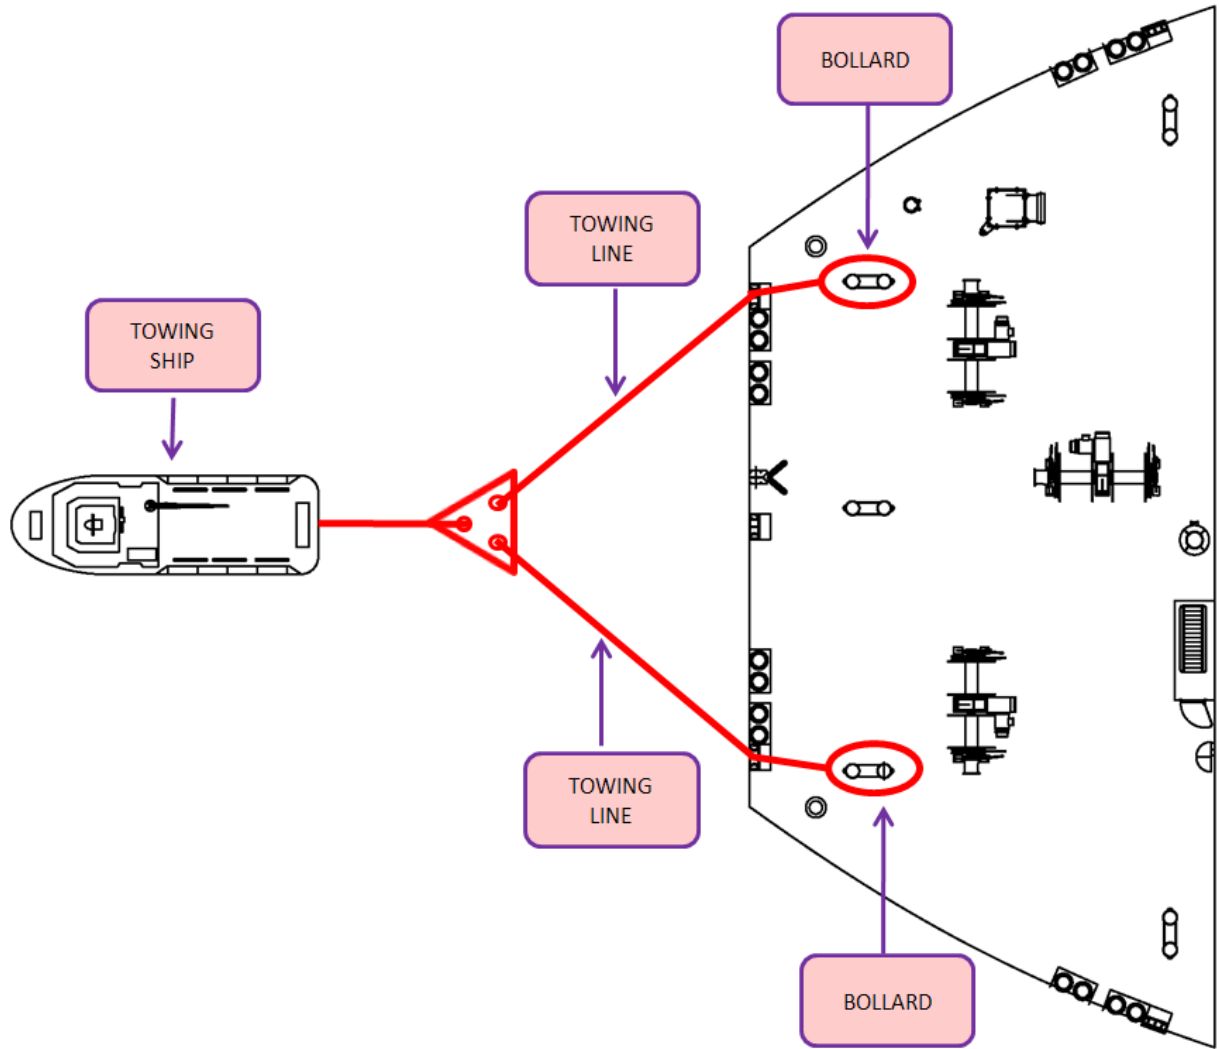 BOLLARD
TOWING
LINE
TOWING
SHIP
TOWING
LINE
BOLLARD